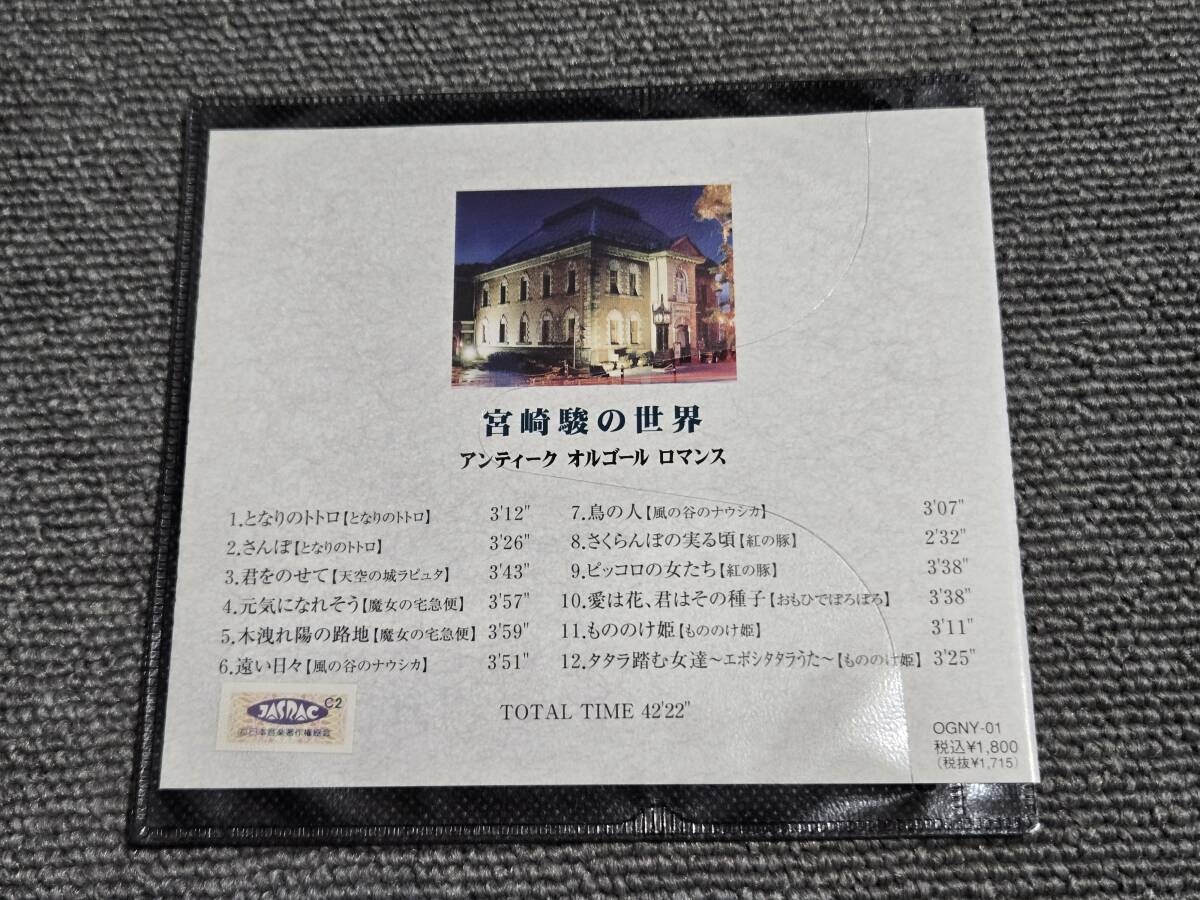 宮崎駿の世界
アンティーク オルゴール ロマンス
1.となりのトトロ【となりのトトロ】 3'12"
2.さんぽ【となりのトトロ】 3'26"
3.君をのせて【天空の城ラピュタ】 3'43"
4.元気になれそう【魔女の宅急便】 3'57"
5.木洩れ陽の路地【魔女の宅急便】 3'59"
6.遠い日々【風の谷のナウシカ】 3'51"
7.鳥の人【風の谷のナウシカ】 3'07"
8.さくらんぼの実る頃【紅の豚】 2'32"
9.ピッコロの女たち【紅の豚】 3'38"
10.愛は花、君はその種子【おもひでぽろぽろ】 3'38"
11.もののけ姫【もののけ姫】 3'11"
12.タタラ踏む女達〜エボシタタラうた〜【もののけ姫】 3'25"
TOTAL TIME 42'22"
JASRAC C2
日本音楽著作権協会
OGNY-01
税込¥1,800
(税抜¥1,715)